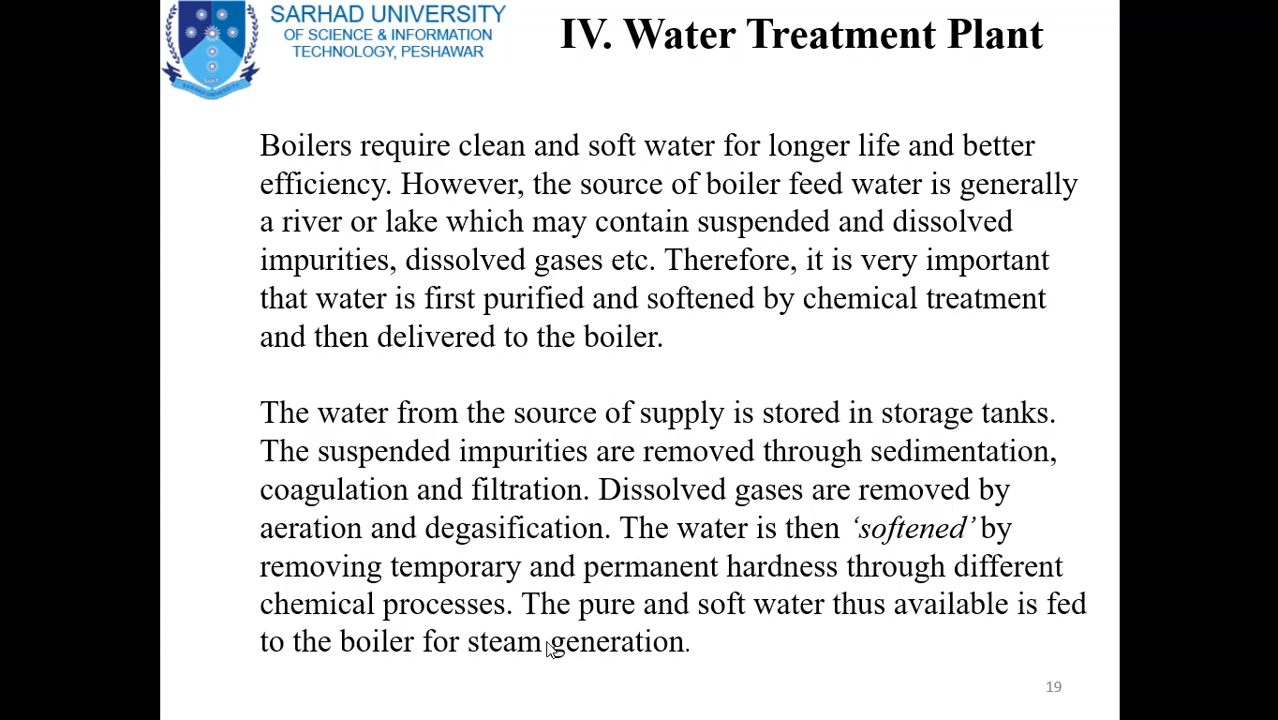 SARHAD UNIVERSITY
OF SCIENCE & INFORMATION
TECHNOLOGY, PESHAWAR
IV. Water Treatment Plant
Boilers require clean and soft water for longer life and better
efficiency. However, the source of boiler feed water is generally
a river or lake which may contain suspended and dissolved
impurities, dissolved gases etc. Therefore, it is very important
that water is first purified and softened by chemical treatment
and then delivered to the boiler.
The water from the source of supply is stored in storage tanks.
The suspended impurities are removed through sedimentation,
coagulation and filtration. Dissolved gases are removed by
aeration and degasification. The water is then ‘softened’ by
removing temporary and permanent hardness through different
chemical processes. The pure and soft water thus available is fed
to the boiler for steam generation.
19